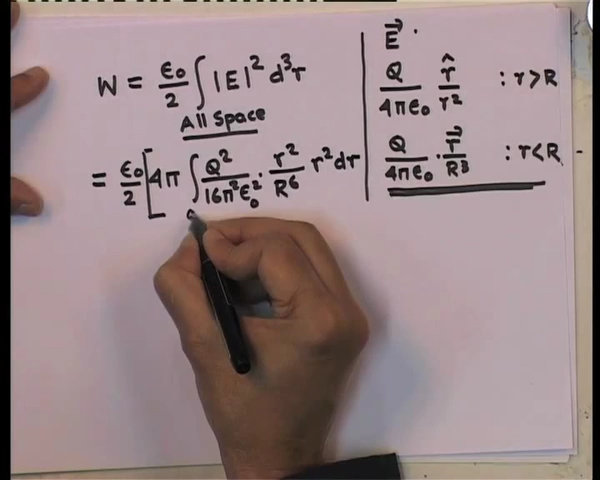 W = ε₀/2 ∫ |E|² d³r
All Space
= ε₀/2 [ 4π ∫₀ Q²/16π²ε₀² · r²/R⁶ r² dr
E⃗ ·
Q/4πε₀ r̂/r² : r>R
Q/4πε₀ · r⃗/R³ : r<R